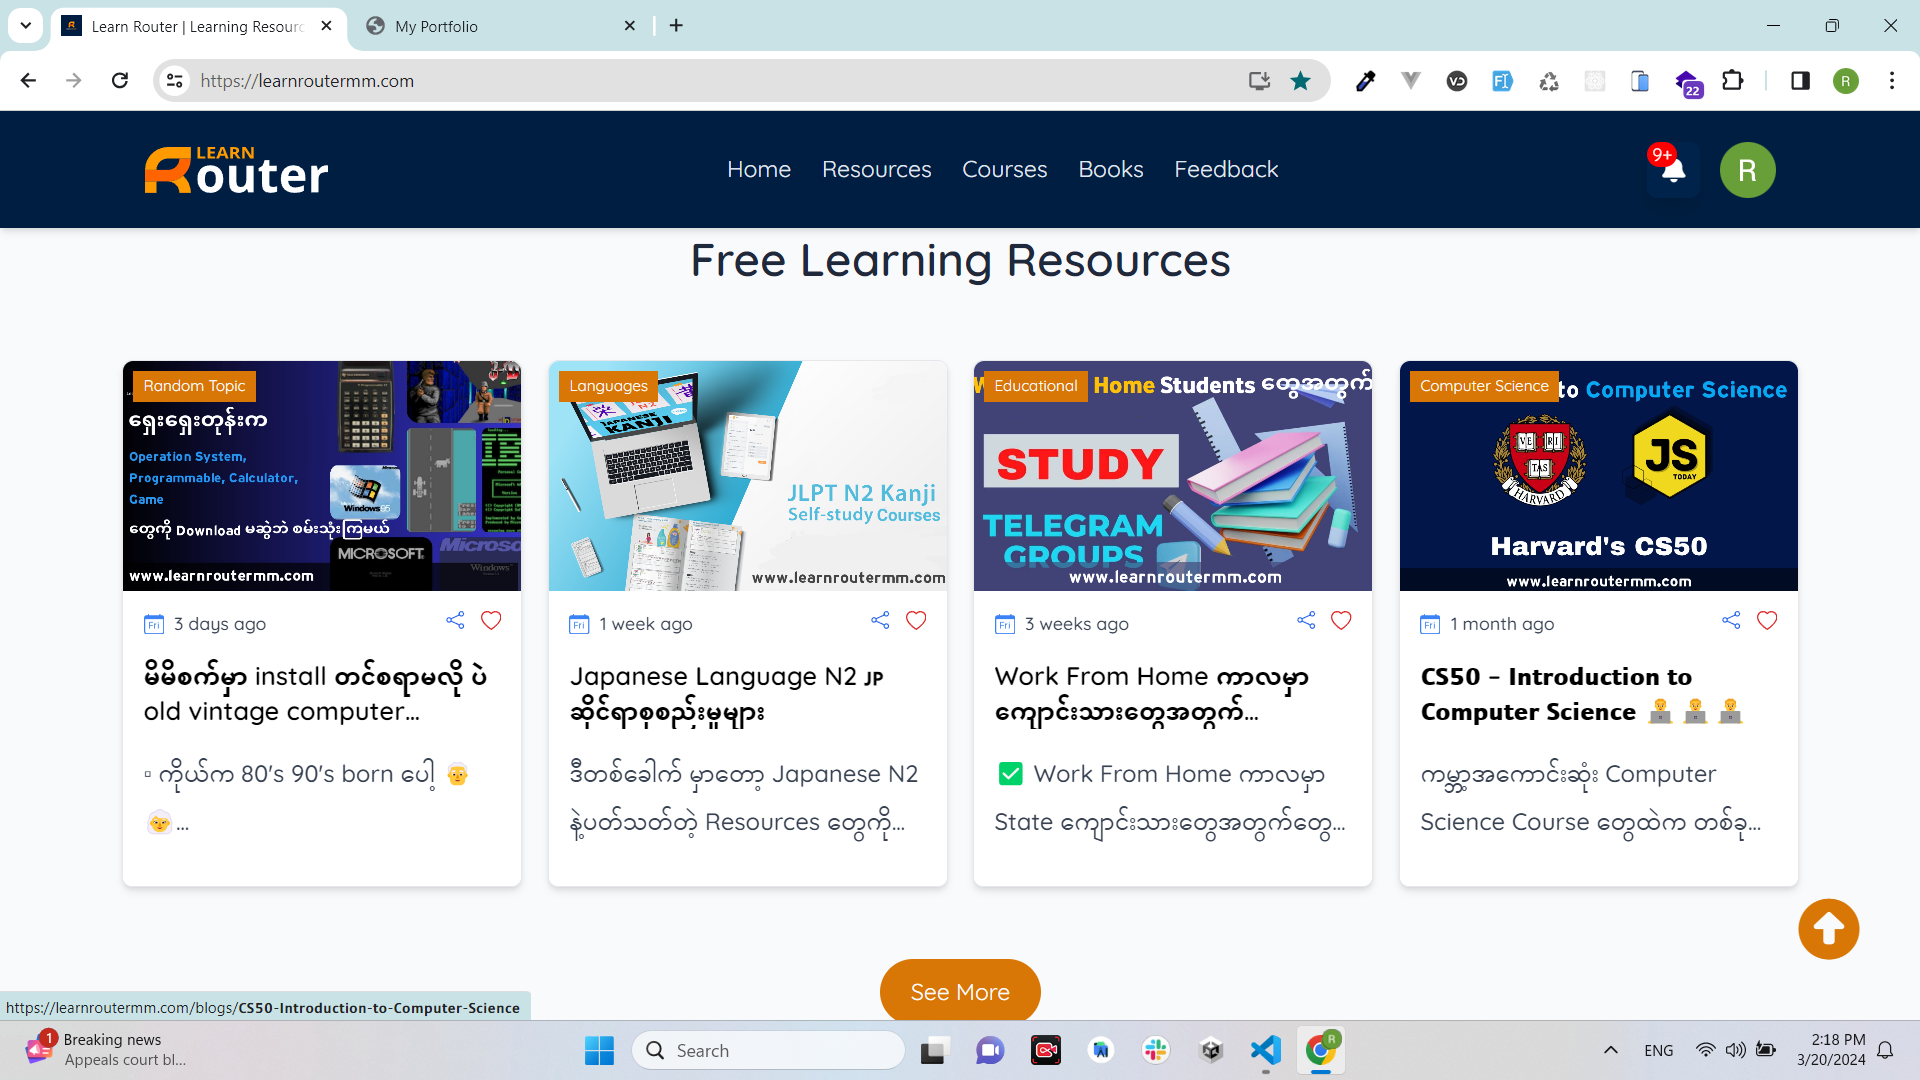 Learn Router | Learning Resourc
My Portfolio
https://learnroutermm.com
22
R
LEARN
Router
Home
Resources
Courses
Books
Feedback
9+
R
Free Learning Resources
Random Topic
ရှေးရှေးတုန်းက
Operation System,
Programmable, Calculator,
Game
တွေကို Download မဆွဲဘဲ စမ်းသုံးကြမယ်
Windows 95
MICROSOFT
www.learnroutermm.com
Fri 3 days ago
မိမိစက်မှာ install တင်စရာမလို ပဲ
old vintage computer...
▫ ကိုယ်က 80's 90's born ပေါ့ 👨‍🦳
👩‍🦳...
Languages
JAPANESE
KANJI
JLPT N2 Kanji
Self-study Courses
www.learnroutermm.com
Fri 1 week ago
Japanese Language N2 JP
ဆိုင်ရာစုစည်းမှုများ
ဒီတစ်ခေါက် မှာတော့ Japanese N2
နဲ့ပတ်သတ်တဲ့ Resources တွေကို...
Educational
Home Students တွေအတွက်
STUDY
TELEGRAM
GROUPS
www.learnroutermm.com
Fri 3 weeks ago
Work From Home ကာလမှာ
ကျောင်းသားတွေအတွက်...
✅ Work From Home ကာလမှာ
State ကျောင်းသားတွေအတွက်တွေ...
Computer Science
to Computer Science
VE RI
TAS
HARVARD
JS
TODAY
Harvard's CS50
www.learnroutermm.com
Fri 1 month ago
CS50 – Introduction to
Computer Science 👨‍💻 👨‍💻 👨‍💻
ကမ္ဘာ့အကောင်းဆုံး Computer
Science Course တွေထဲက တစ်ခု...
See More
https://learnroutermm.com/blogs/CS50-Introduction-to-Computer-Science
1
Breaking news
Appeals court bl...
Search
R
ENG
2:18 PM
3/20/2024